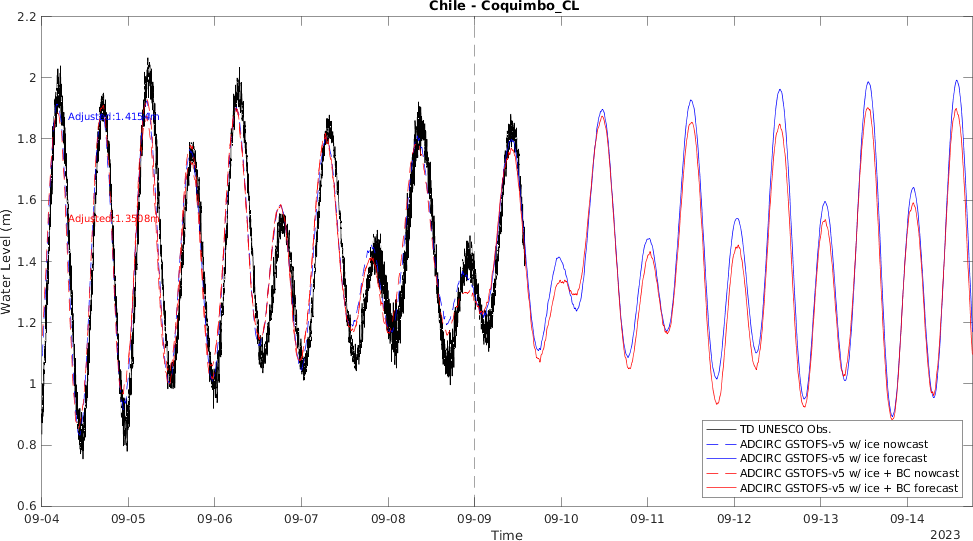 Chile - Coquimbo_CL
2.2
2
1.8
1.6
1.4
1.2
1
0.8
0.6
Water Level (m)
Adjusted:1.4154m
Adjusted:1.3508m
TD UNESCO Obs.
ADCIRC GSTOFS-v5 w/ ice nowcast
ADCIRC GSTOFS-v5 w/ ice forecast
ADCIRC GSTOFS-v5 w/ ice + BC nowcast
ADCIRC GSTOFS-v5 w/ ice + BC forecast
09-04 09-05 09-06 09-07 09-08 09-09 09-10 09-11 09-12 09-13 09-14
Time
2023